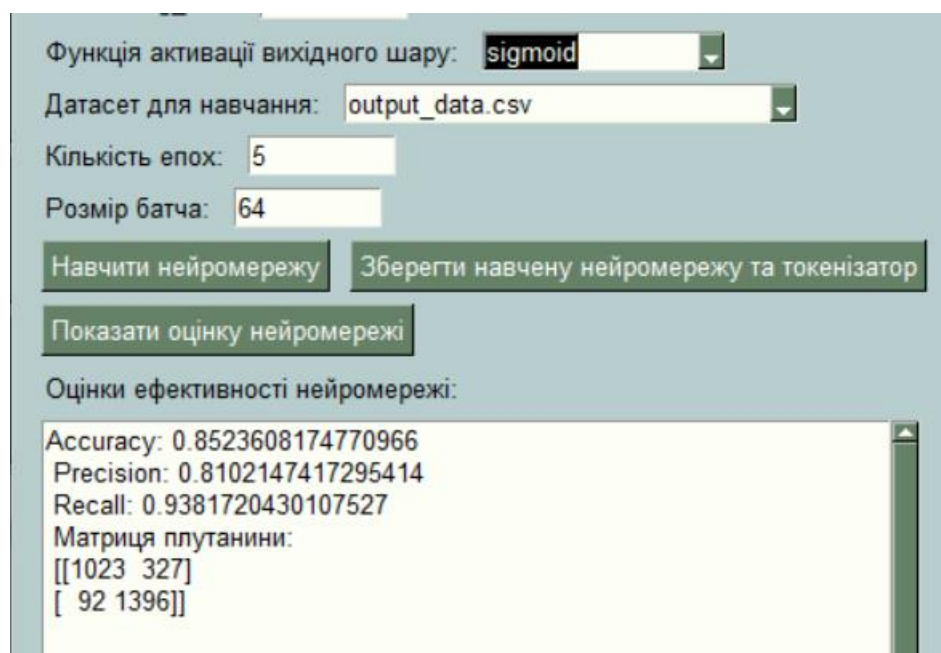 Функція активації вихідного шару: sigmoid
Датасет для навчання: output_data.csv
Кількість епох: 5
Розмір батча: 64
Навчити нейромережу Зберегти навчену нейромережу та токенізатор
Показати оцінку нейромережі
Оцінки ефективності нейромережі:
Accuracy: 0.8523608174770966
Precision: 0.8102147417295414
Recall: 0.9381720430107527
Матриця плутанини:
[[1023 327]
[ 92 1396]]